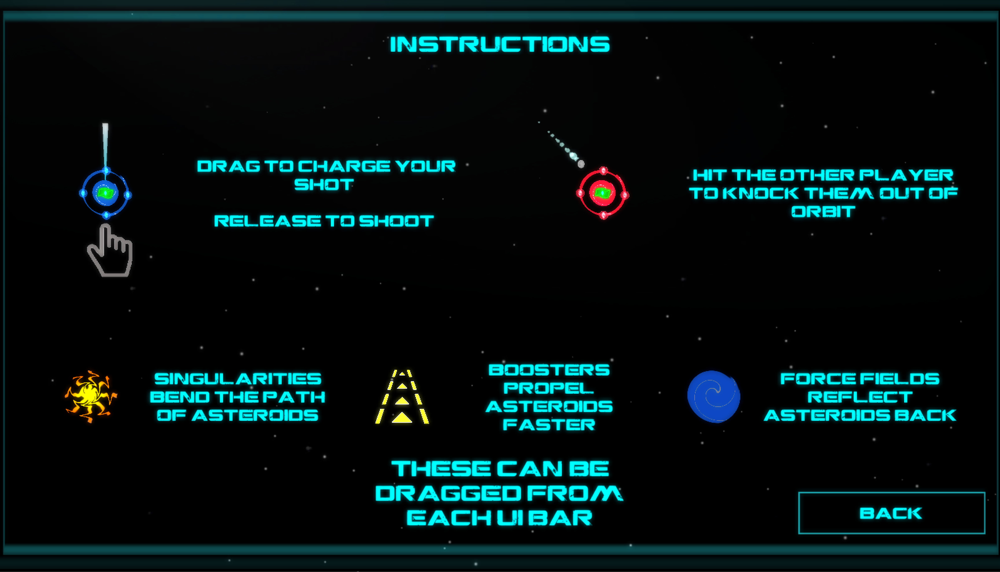 INSTRUCTIONS
DRAG TO CHARGE YOUR
SHOT
RELEASE TO SHOOT
HIT THE OTHER PLAYER
TO KNOCK THEM OUT OF
ORBIT
SINGULARITIES
BEND THE PATH
OF ASTEROIDS
BOOSTERS
PROPEL
ASTEROIDS
FASTER
FORCE FIELDS
REFLECT
ASTEROIDS BACK
THESE CAN BE
DRAGGED FROM
EACH UI BAR
BACK